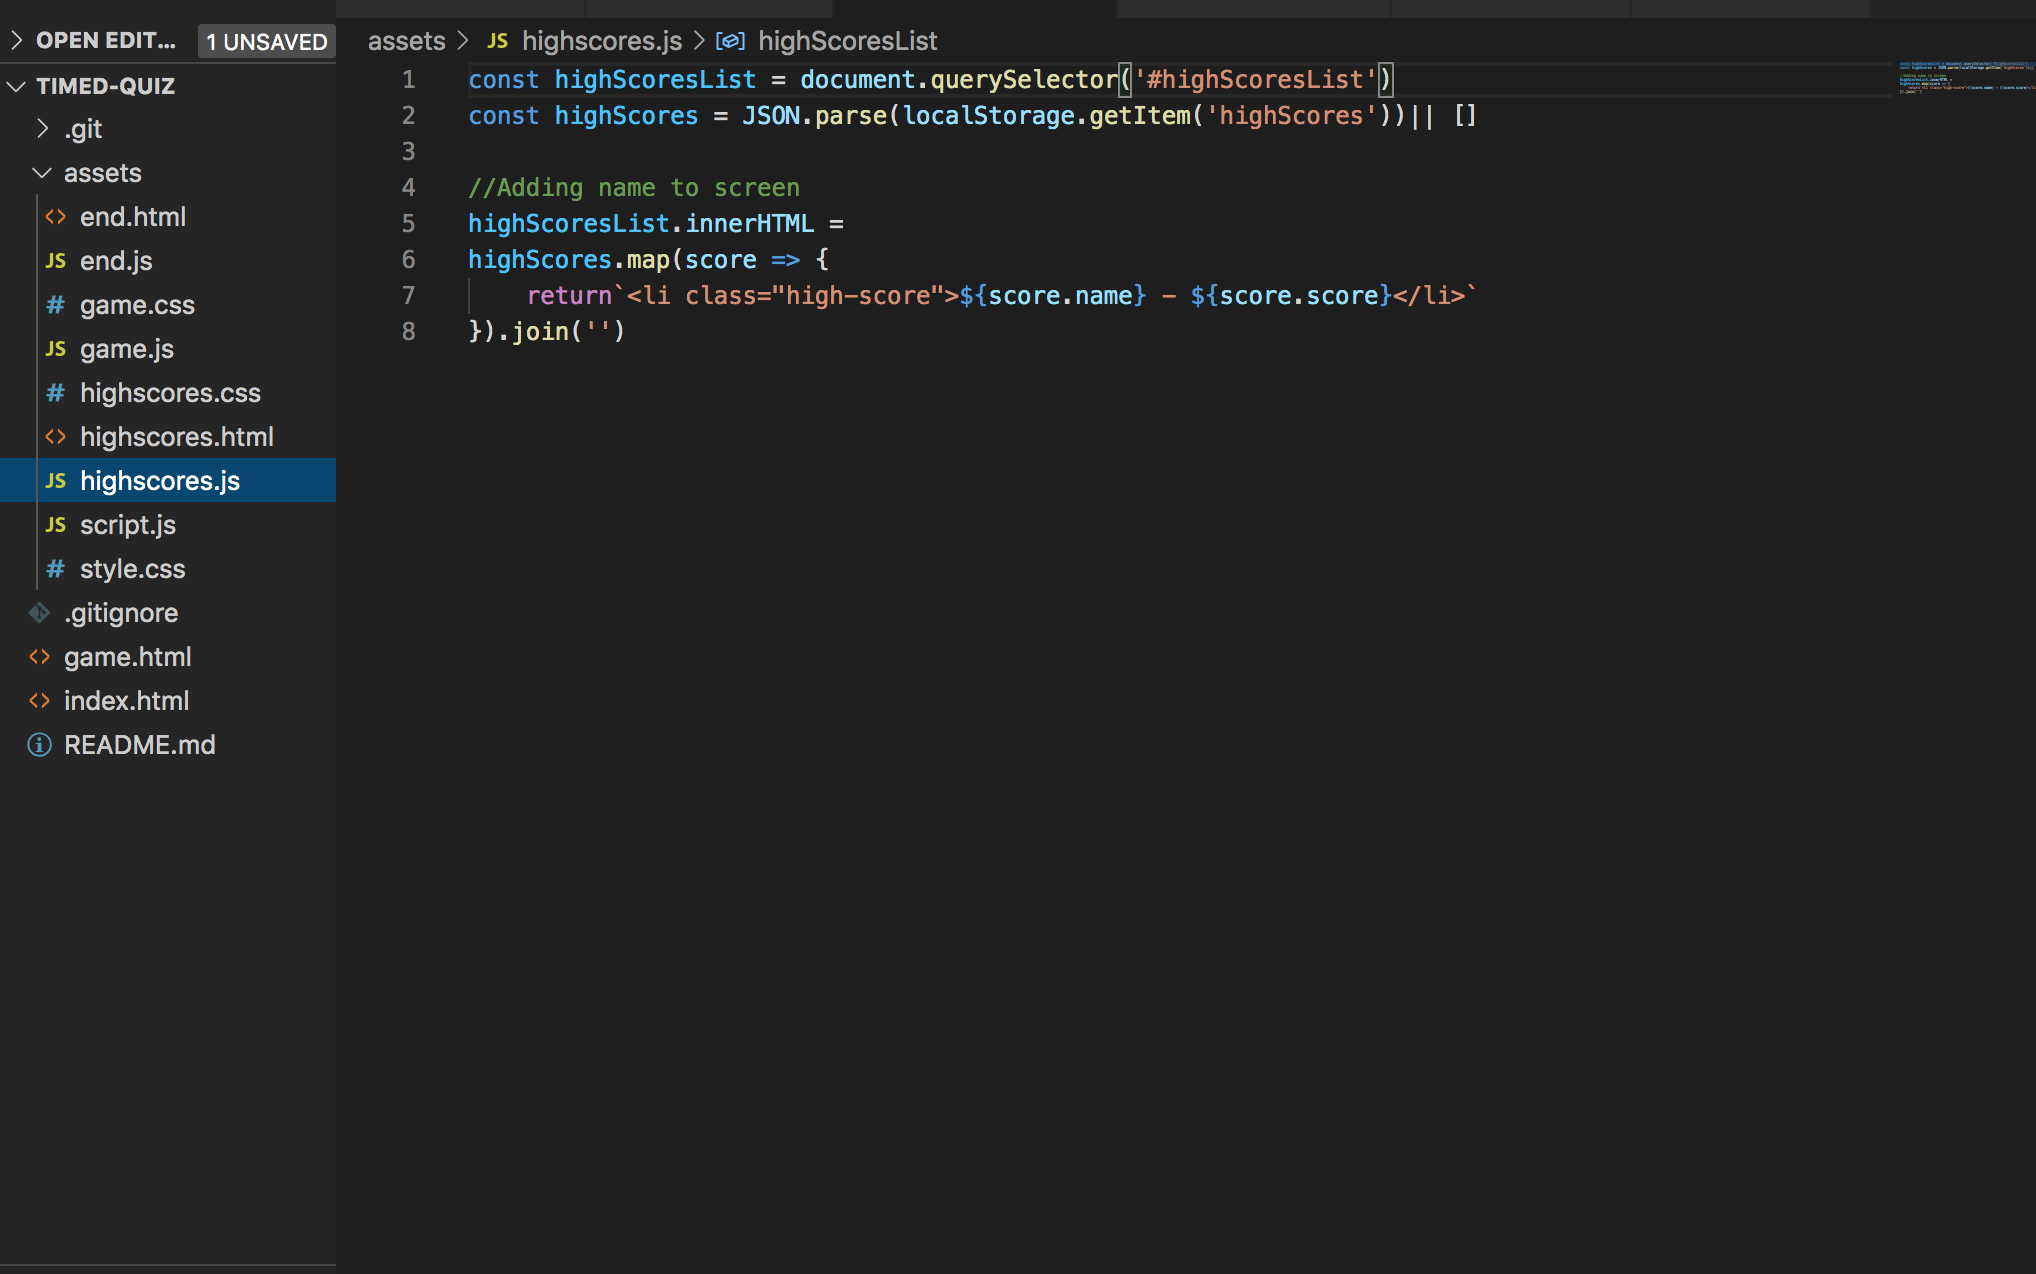 OPEN EDIT... 1 UNSAVED
TIMED-QUIZ
.git
assets
end.html
JS end.js
# game.css
JS game.js
# highscores.css
highscores.html
JS highscores.js
JS script.js
# style.css
.gitignore
game.html
index.html
README.md
assets > JS highscores.js > highScoresList
1 const highScoresList = document.querySelector('#highScoresList')
2 const highScores = JSON.parse(localStorage.getItem('highScores'))|| []
3
4 //Adding name to screen
5 highScoresList.innerHTML =
6 highScores.map(score => {
7     return`<li class="high-score">${score.name} - ${score.score}</li>`
8 }).join('')